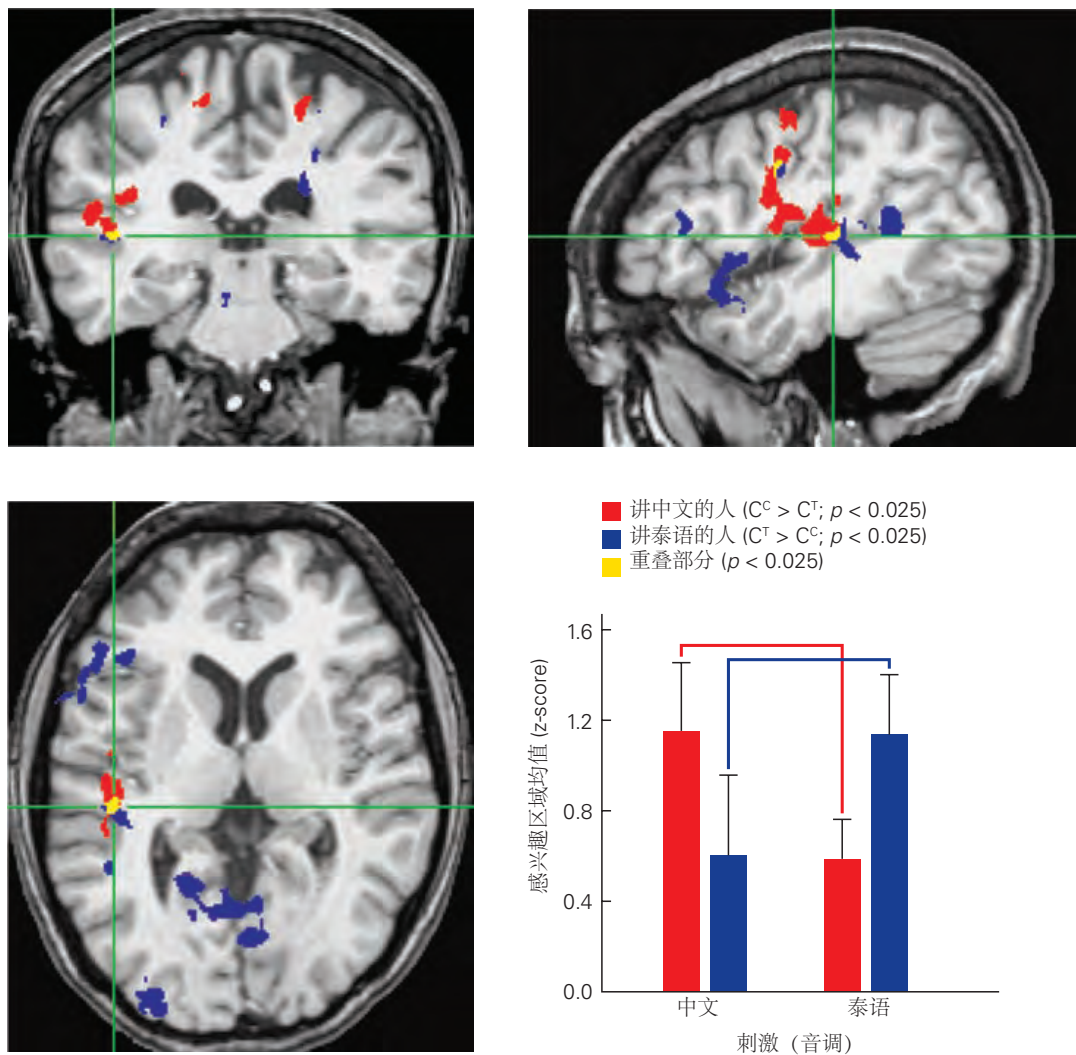 讲中文的人 (Cᶜ > Cᵀ; p < 0.025)
讲泰语的人 (Cᵀ > Cᶜ; p < 0.025)
重叠部分 (p < 0.025)
感兴趣区域均值 (z-score)
1.6
1.2
0.8
0.4
0.0
中文
泰语
刺激 (音调)